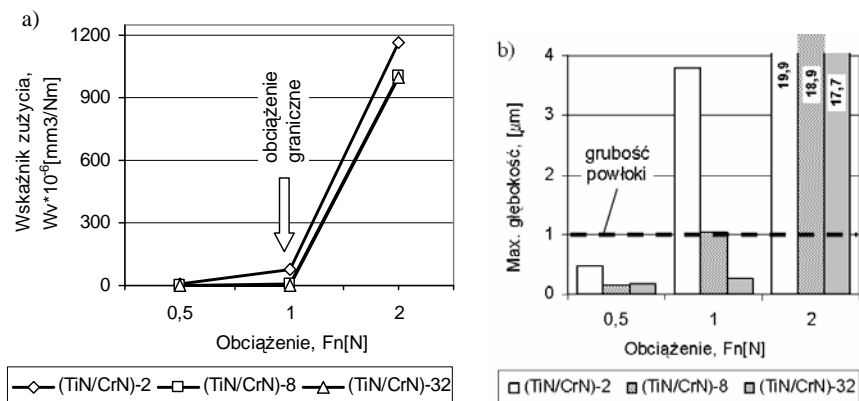 a)
Wskaźnik zużycia,
Wv*10⁻⁶[mm3/Nm]
1200
900
600
300
0
obciążenie
graniczne
0,5
1
2
Obciążenie, Fn[N]
(TiN/CrN)-2
(TiN/CrN)-8
(TiN/CrN)-32
b)
Max. głębokość, [μm]
4
3
2
1
0
grubość
powłoki
19,9
18,9
17,7
0,5
1
2
Obciążenie, Fn[N]
(TiN/CrN)-2
(TiN/CrN)-8
(TiN/CrN)-32